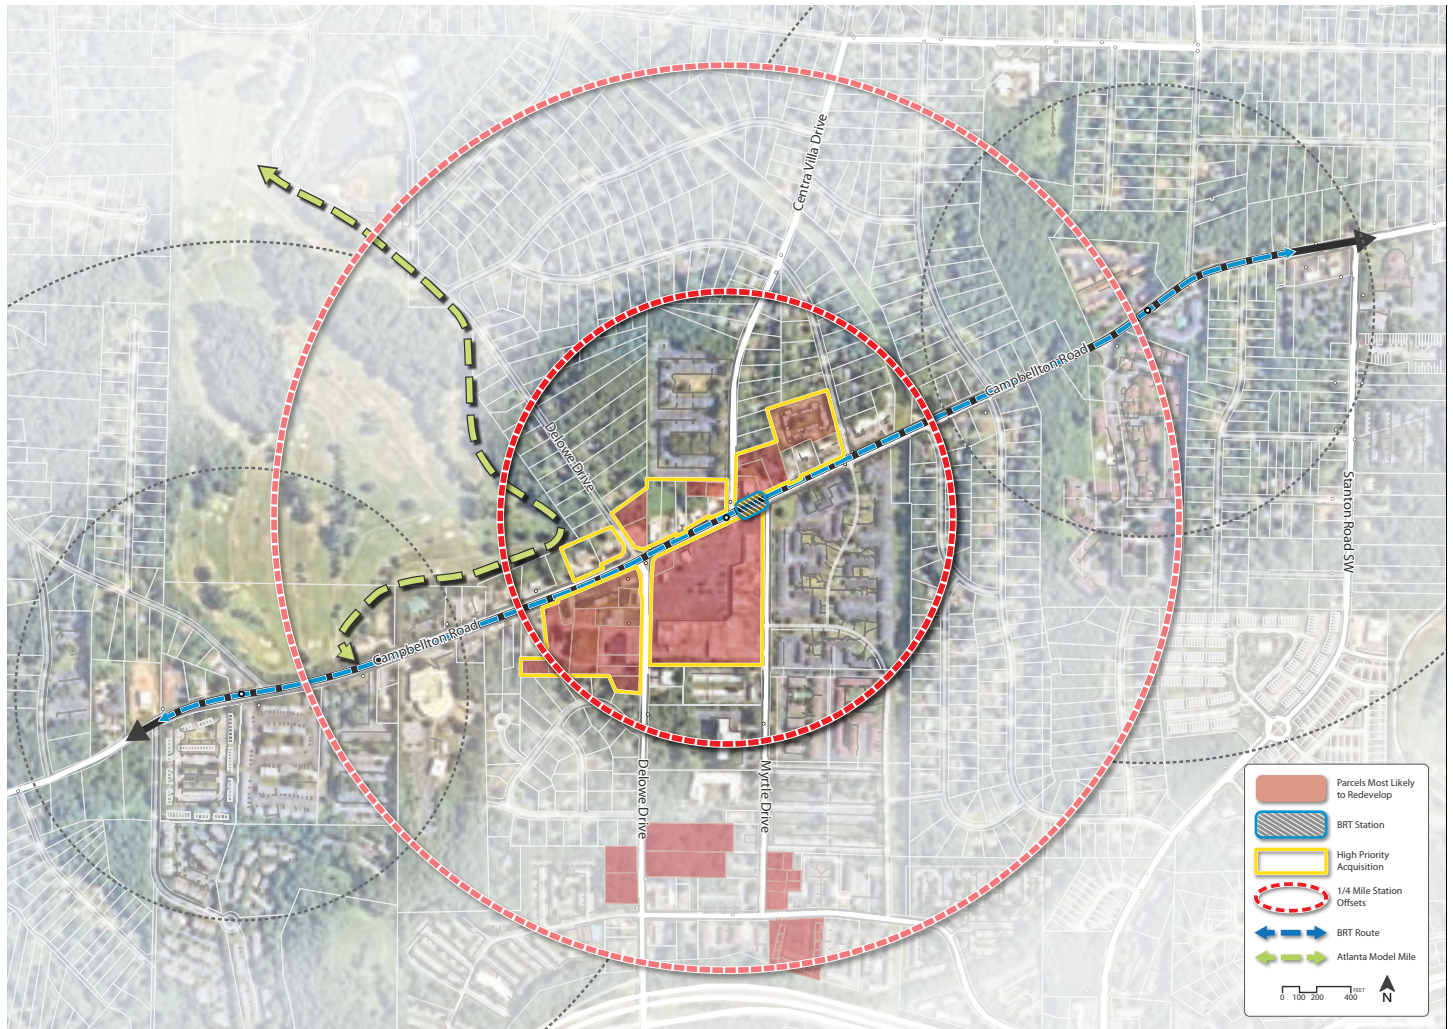 Centra Villa Drive
Campbellton Road
Delowe Drive
Stanton Road SW
Campbellton Road
Delowe Drive
Myrtle Drive
Parcels Most Likely
to Redevelop
BRT Station
High Priority
Acquisition
1/4 Mile Station
Offsets
BRT Route
Atlanta Model Mile
FEET
0 100 200 400
N